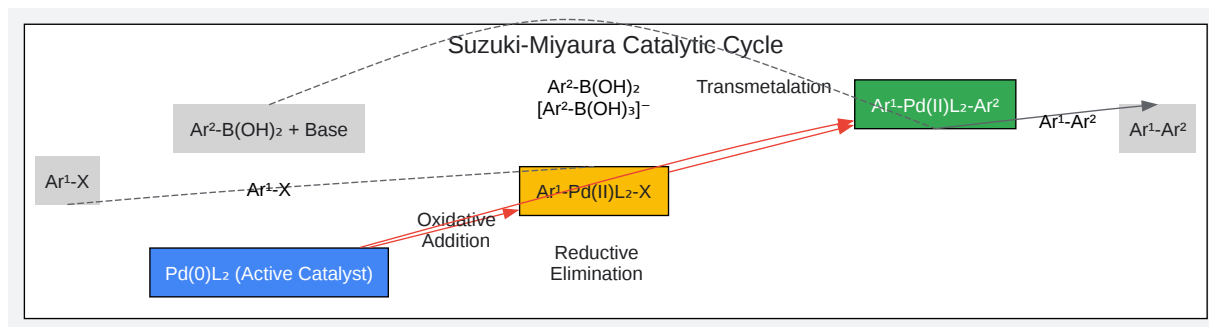 Suzuki-Miyaura Catalytic Cycle
Ar²-B(OH)₂
[Ar²-B(OH)₃]⁻
Transmetalation
Ar¹-Pd(II)L₂-Ar²
Ar¹-Ar²
Ar¹-Ar²
Ar²-B(OH)₂ + Base
Ar¹-X
Ar¹-X
Ar¹-Pd(II)L₂-X
Oxidative
Addition
Reductive
Elimination
Pd(0)L₂ (Active Catalyst)